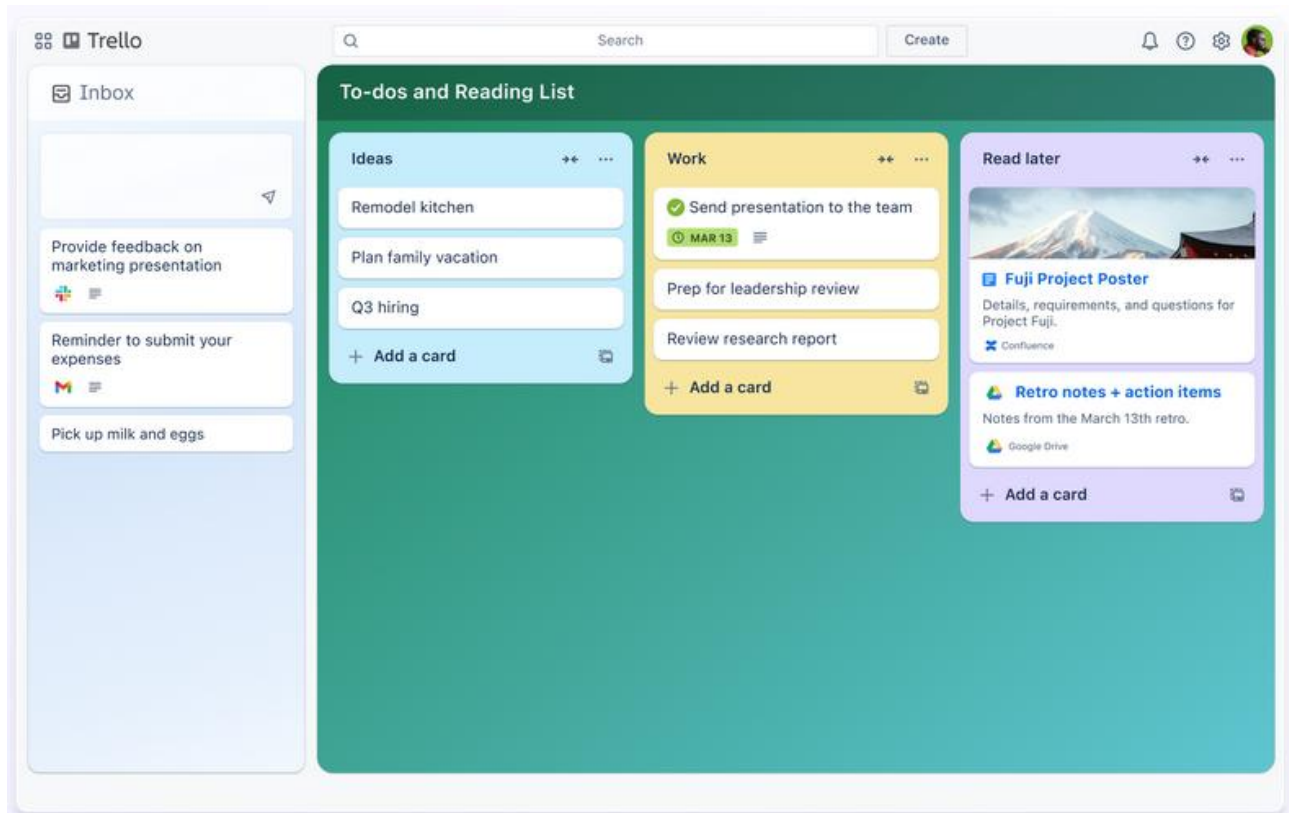 Trello
Search
Create
Inbox
Provide feedback on
marketing presentation
Reminder to submit your
expenses
Pick up milk and eggs
To-dos and Reading List
Ideas
Remodel kitchen
Plan family vacation
Q3 hiring
+ Add a card
Work
Send presentation to the team
MAR 13
Prep for leadership review
Review research report
+ Add a card
Read later
Fuji Project Poster
Details, requirements, and questions for
Project Fuji.
Confluence
Retro notes + action items
Notes from the March 13th retro.
Google Drive
+ Add a card